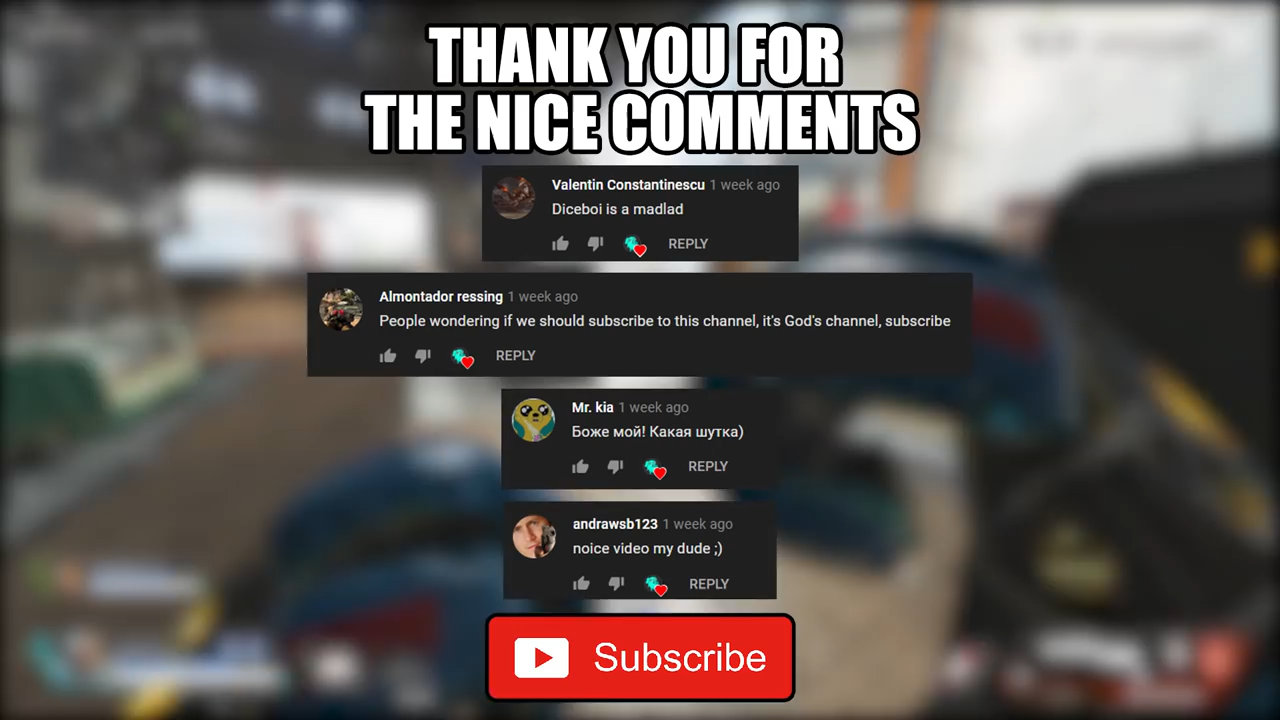 THANK YOU FOR
THE NICE COMMENTS
Valentin Constantinescu 1 week ago
Diceboi is a madlad
REPLY
Almontador ressing 1 week ago
People wondering if we should subscribe to this channel, it's God's channel, subscribe
REPLY
Mr. kia 1 week ago
Боже мой! Какая шутка)
REPLY
andrawsb123 1 week ago
noice video my dude ;)
REPLY
Subscribe